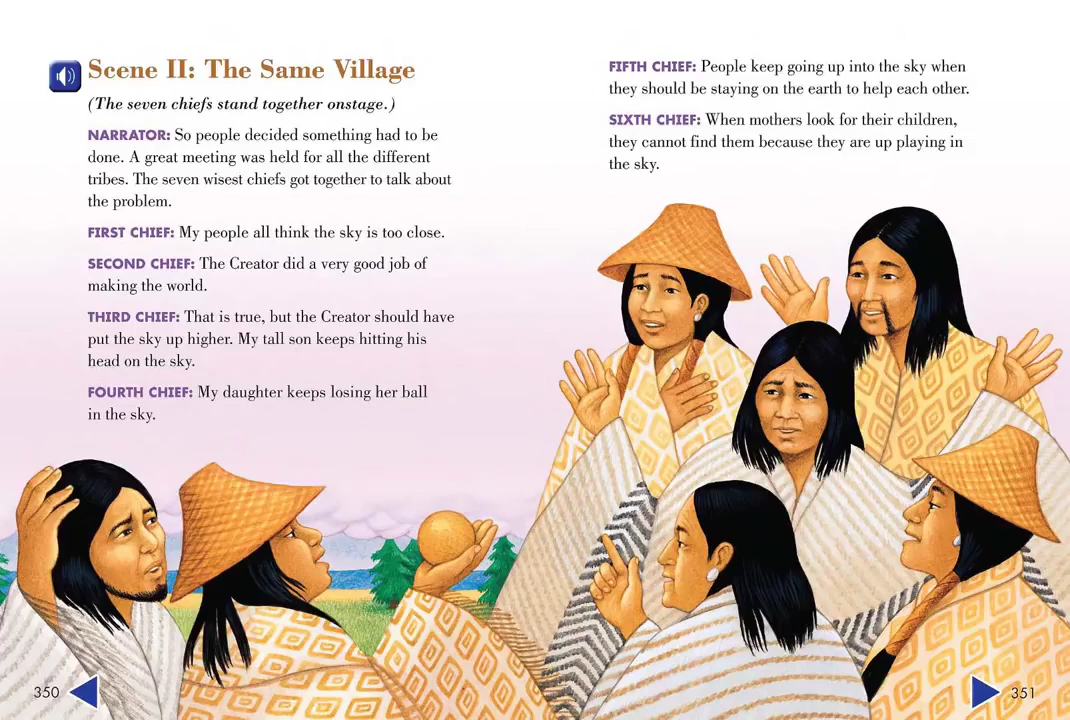 Scene II: The Same Village
(The seven chiefs stand together onstage.)
NARRATOR: So people decided something had to be
done. A great meeting was held for all the different
tribes. The seven wisest chiefs got together to talk about
the problem.
FIRST CHIEF: My people all think the sky is too close.
SECOND CHIEF: The Creator did a very good job of
making the world.
THIRD CHIEF: That is true, but the Creator should have
put the sky up higher. My tall son keeps hitting his
head on the sky.
FOURTH CHIEF: My daughter keeps losing her ball
in the sky.
350
FIFTH CHIEF: People keep going up into the sky when
they should be staying on the earth to help each other.
SIXTH CHIEF: When mothers look for their children,
they cannot find them because they are up playing in
the sky.
351